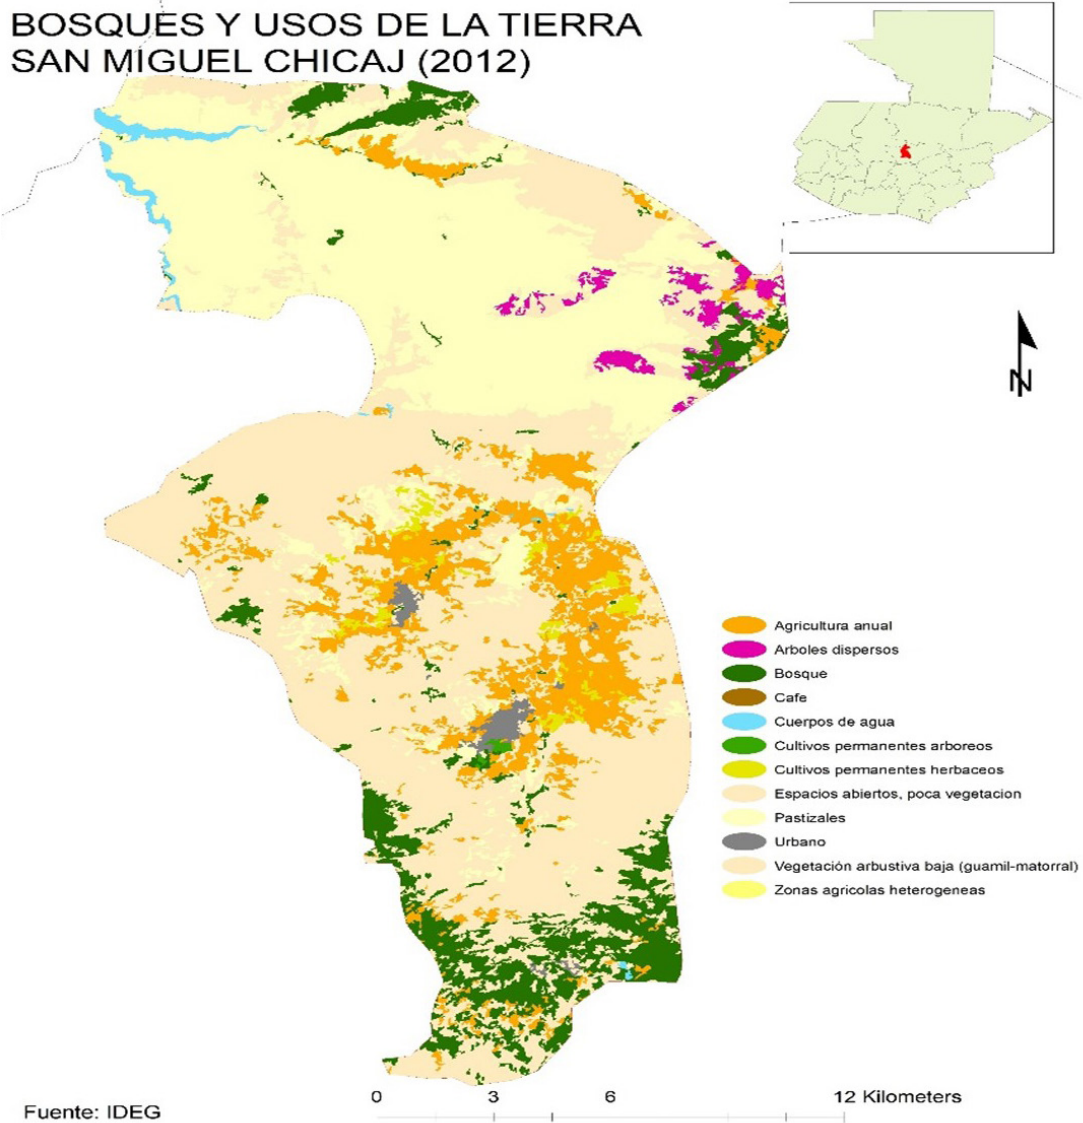 BOSQUES Y USOS DE LA TIERRA
SAN MIGUEL CHICAJ (2012)
N
Agricultura anual
Arboles dispersos
Bosque
Cafe
Cuerpos de agua
Cultivos permanentes arboreos
Cultivos permanentes herbaceos
Espacios abiertos, poca vegetacion
Pastizales
Urbano
Vegetación arbustiva baja (guamil-matorral)
Zonas agricolas heterogeneas
0 3 6 12 Kilometers
Fuente: IDEG